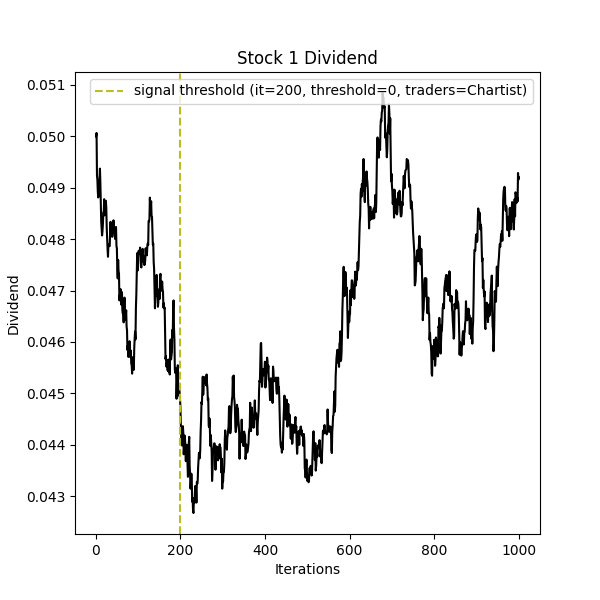 Stock 1 Dividend
signal threshold (it=200, threshold=0, traders=Chartist)
Dividend
0.051
0.050
0.049
0.048
0.047
0.046
0.045
0.044
0.043
0 200 400 600 800 1000
Iterations